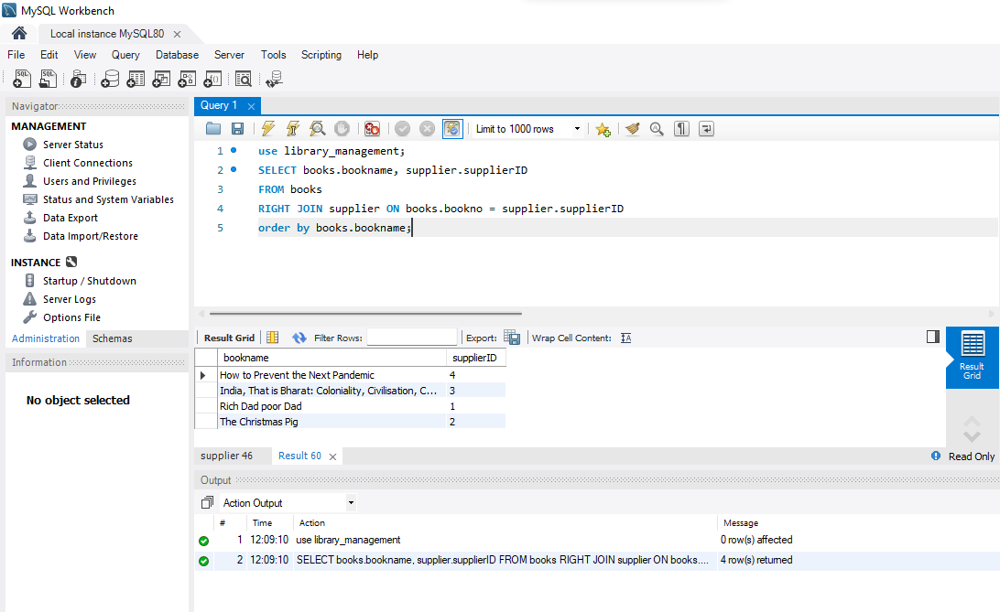 MySQL Workbench
Local instance MySQL80
File Edit View Query Database Server Tools Scripting Help
SQL SQL
Navigator
MANAGEMENT
Server Status
Client Connections
Users and Privileges
Status and System Variables
Data Export
Data Import/Restore
INSTANCE
Startup / Shutdown
Server Logs
Options File
Administration Schemas
Information
No object selected
Query 1
Limit to 1000 rows
1 use library_management;
2 SELECT books.bookname, supplier.supplierID
3 FROM books
4 RIGHT JOIN supplier ON books.bookno = supplier.supplierID
5 order by books.bookname;
Result Grid Filter Rows: Export: Wrap Cell Content:
bookname supplierID
How to Prevent the Next Pandemic 4
India, That is Bharat: Coloniality, Civilisation, C... 3
Rich Dad poor Dad 1
The Christmas Pig 2
Result
Grid
supplier 46 Result 60 Read Only
Output
Action Output
# Time Action Message
1 12:09:10 use library_management 0 row(s) affected
2 12:09:10 SELECT books.bookname, supplier.supplierID FROM books RIGHT JOIN supplier ON books.... 4 row(s) returned